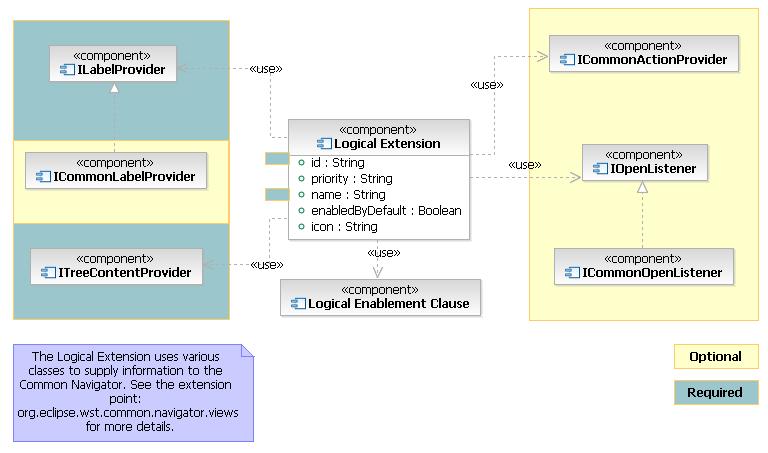 «component»
ILabelProvider
«use»
«component»
ICommonActionProvider
«use»
«component»
Logical Extension
id : String
priority : String
name : String
enabledByDefault : Boolean
icon : String
«component»
ICommonLabelProvider
«use»
«component»
IOpenListener
«component»
ITreeContentProvider
«use»
«use»
«component»
ICommonOpenListener
«component»
Logical Enablement Clause
The Logical Extension uses various
classes to supply information to the
Common Navigator. See the extension
point:
org.eclipse.wst.common.navigator.views
for more details.
Optional
Required